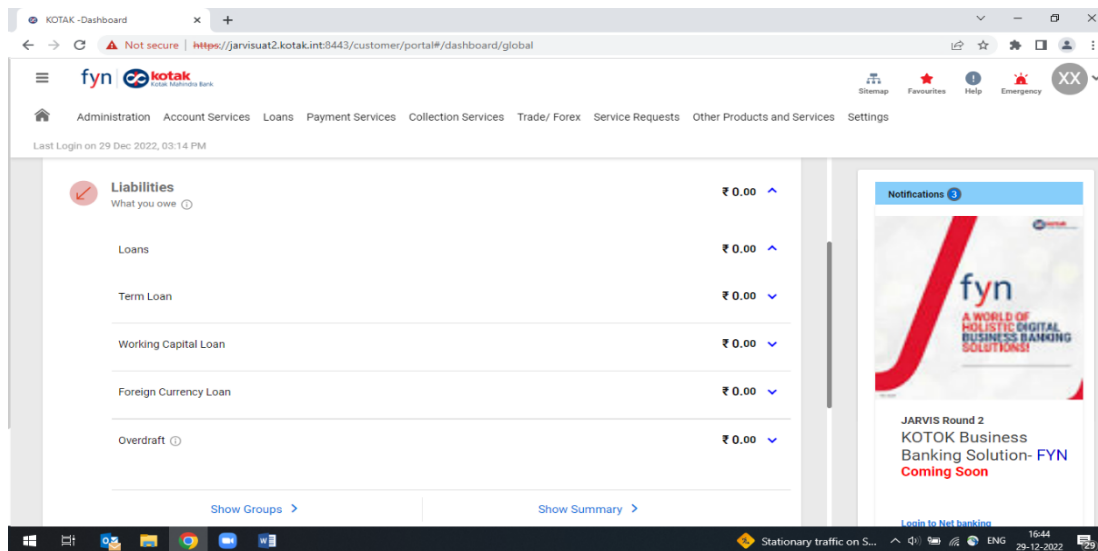 KOTAK -Dashboard
Not secure | https://jarvisuat2.kotak.int:8443/customer/portal#/dashboard/global
fyn kotak
Kotak Mahindra Bank
Sitemap Favourites Help Emergency XX
Administration Account Services Loans Payment Services Collection Services Trade/ Forex Service Requests Other Products and Services Settings
Last Login on 29 Dec 2022, 03:14 PM
Liabilities ₹ 0.00
What you owe
Loans ₹ 0.00
Term Loan ₹ 0.00
Working Capital Loan ₹ 0.00
Foreign Currency Loan ₹ 0.00
Overdraft ₹ 0.00
Show Groups Show Summary
Notifications 3
kotak
fyn
A WORLD OF
HOLISTIC DIGITAL
BUSINESS BANKING
SOLUTIONS!
JARVIS Round 2
KOTOK Business
Banking Solution- FYN
Coming Soon
Login to Net banking
Stationary traffic on S... ENG 16:44
29-12-2022 29